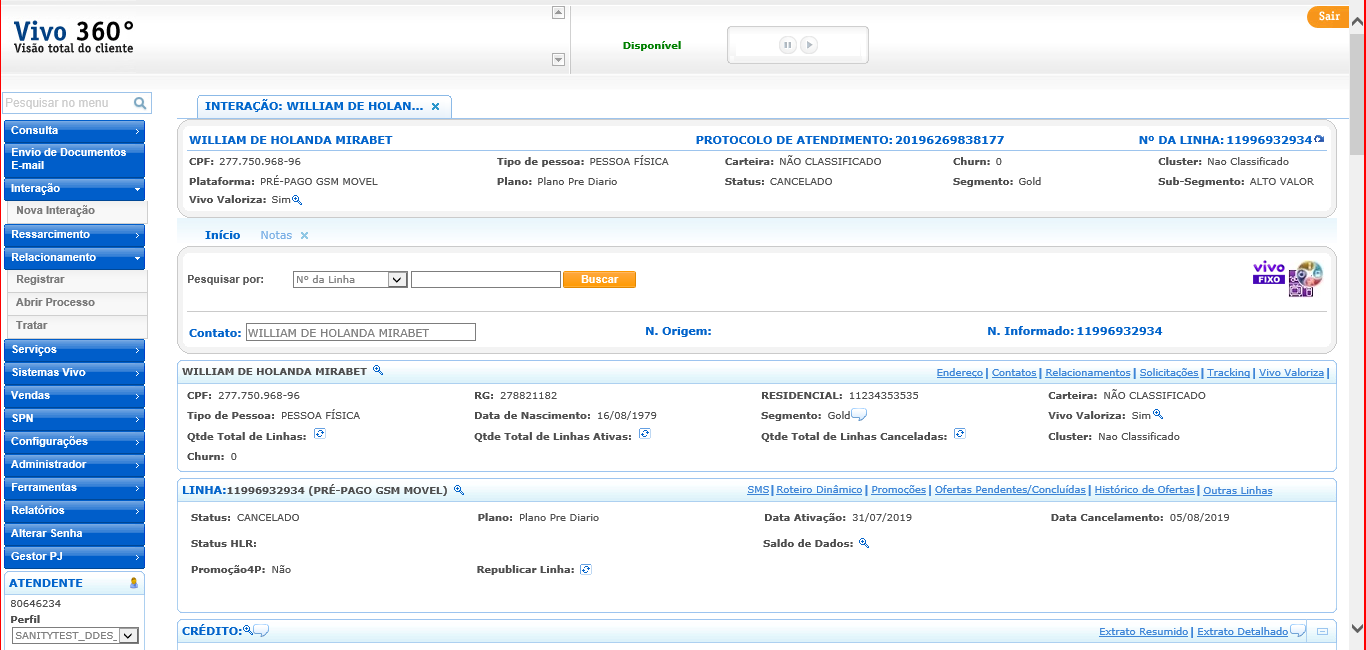 Vivo 360°
Visão total do cliente
Disponível
Sair
Pesquisar no menu
INTERAÇÃO: WILLIAM DE HOLAN...
Consulta
Envio de Documentos
E-mail
Interação
Nova Interação
Ressarcimento
Relacionamento
Registrar
Abrir Processo
Tratar
Serviços
Sistemas Vivo
Vendas
SPN
Configurações
Administrador
Ferramentas
Relatórios
Alterar Senha
Gestor PJ
ATENDENTE
80646234
Perfil
SANITYTEST_DDES_
WILLIAM DE HOLANDA MIRABET PROTOCOLO DE ATENDIMENTO: 20196269838177 Nº DA LINHA: 11996932934
CPF: 277.750.968-96 Tipo de pessoa: PESSOA FÍSICA Carteira: NÃO CLASSIFICADO Churn: 0 Cluster: Nao Classificado
Plataforma: PRÉ-PAGO GSM MOVEL Plano: Plano Pre Diario Status: CANCELADO Segmento: Gold Sub-Segmento: ALTO VALOR
Vivo Valoriza: Sim
Início Notas
Pesquisar por: Nº da Linha Buscar
vivo
FIXO
Contato: WILLIAM DE HOLANDA MIRABET N. Origem: N. Informado: 11996932934
WILLIAM DE HOLANDA MIRABET Endereço | Contatos | Relacionamentos | Solicitações | Tracking | Vivo Valoriza |
CPF: 277.750.968-96 RG: 278821182 RESIDENCIAL: 11234353535 Carteira: NÃO CLASSIFICADO
Tipo de Pessoa: PESSOA FÍSICA Data de Nascimento: 16/08/1979 Segmento: Gold Vivo Valoriza: Sim
Qtde Total de Linhas: Qtde Total de Linhas Ativas: Qtde Total de Linhas Canceladas: Cluster: Nao Classificado
Churn: 0
LINHA:11996932934 (PRÉ-PAGO GSM MOVEL) SMS | Roteiro Dinâmico | Promoções | Ofertas Pendentes/Concluídas | Histórico de Ofertas | Outras Linhas
Status: CANCELADO Plano: Plano Pre Diario Data Ativação: 31/07/2019 Data Cancelamento: 05/08/2019
Status HLR: Saldo de Dados:
Promoção4P: Não Republicar Linha:
CRÉDITO: Extrato Resumido | Extrato Detalhado